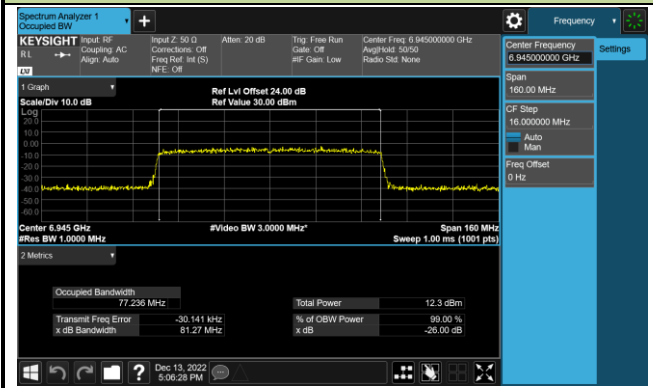 Spectrum Analyzer 1
Occupied BW
+
Frequency
KEYSIGHT
RL
LXI
Input: RF
Coupling: AC
Align: Auto
Input Z: 50 Ω
Corrections: Off
Freq Ref: Int (S)
NFE: Off
Atten: 20 dB
Trig: Free Run
Gate: Off
#IF Gain: Low
Center Freq: 6.945000000 GHz
Avg|Hold: 50/50
Radio Std: None
Center Frequency
6.945000000 GHz
Settings
Span
160.00 MHz
CF Step
16.000000 MHz
Auto
Man
Freq Offset
0 Hz
1 Graph
Scale/Div 10.0 dB
Ref Lvl Offset 24.00 dB
Ref Value 30.00 dBm
Log
20.0
10.0
0.00
-10.0
-20.0
-30.0
-40.0
-50.0
-60.0
Center 6.945 GHz
#Res BW 1.0000 MHz
#Video BW 3.0000 MHz*
Span 160 MHz
Sweep 1.00 ms (1001 pts)
2 Metrics
Occupied Bandwidth
77.236 MHz
Total Power 12.3 dBm
Transmit Freq Error -30.141 kHz
% of OBW Power 99.00 %
x dB Bandwidth 81.27 MHz
x dB -26.00 dB
?
Dec 13, 2022
5:06:28 PM